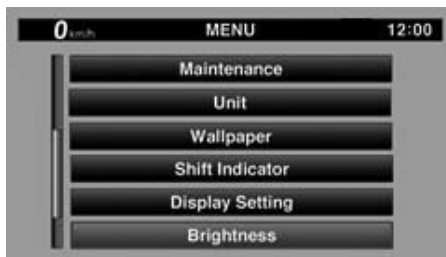 0 km/h MENU 12:00
Maintenance
Unit
Wallpaper
Shift Indicator
Display Setting
Brightness